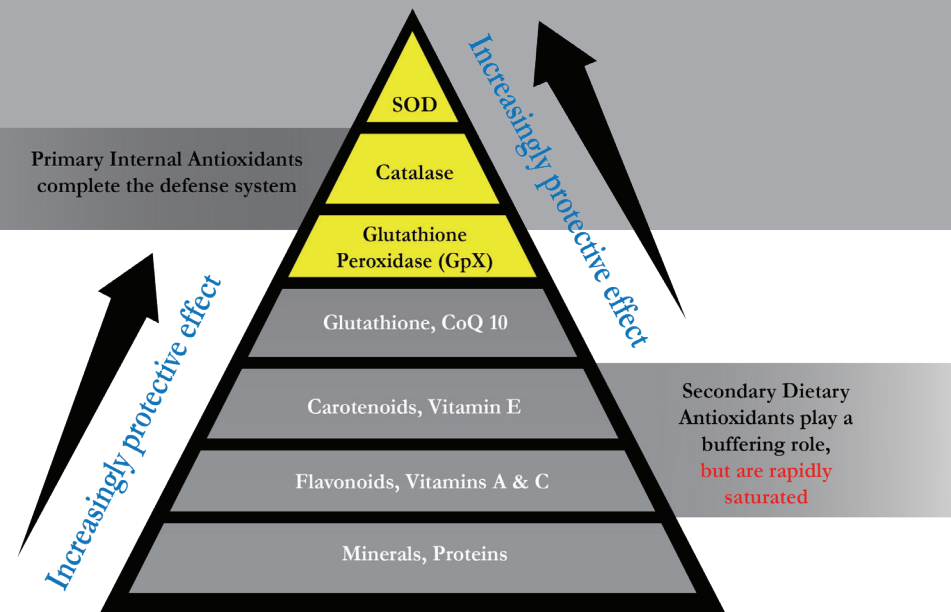 SOD
Increasingly protective effect
Primary Internal Antioxidants
complete the defense system
Catalase
Glutathione
Peroxidase (GpX)
Glutathione, CoQ 10
Increasingly protective effect
Carotenoids, Vitamin E
Secondary Dietary
Antioxidants play a
buffering role,
but are rapidly
saturated
Flavonoids, Vitamins A & C
Minerals, Proteins